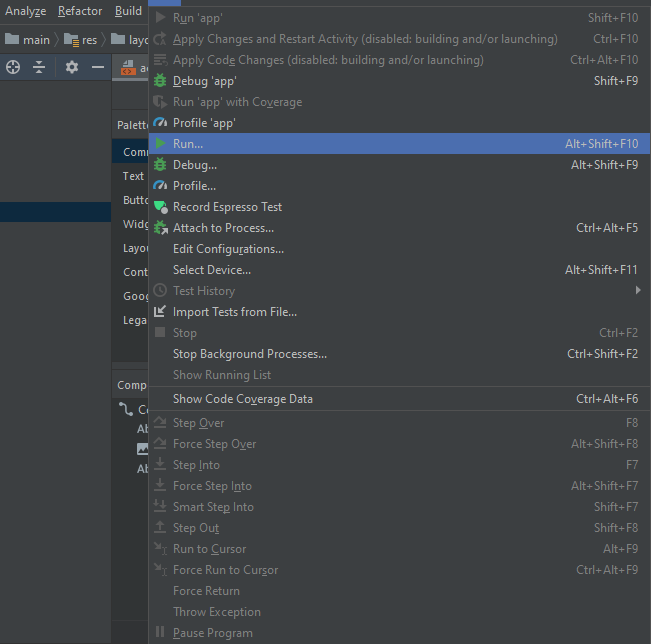 Analyze Refactor Build
main res layo
Run 'app' Shift+F10
Apply Changes and Restart Activity (disabled: building and/or launching) Ctrl+F10
Apply Code Changes (disabled: building and/or launching) Ctrl+Alt+F10
Debug 'app' Shift+F9
Run 'app' with Coverage
Profile 'app'
Run... Alt+Shift+F10
Debug... Alt+Shift+F9
Profile...
Record Espresso Test
Attach to Process... Ctrl+Alt+F5
Edit Configurations...
Select Device... Alt+Shift+F11
Test History
Import Tests from File...
Stop Ctrl+F2
Stop Background Processes... Ctrl+Shift+F2
Show Running List
Show Code Coverage Data Ctrl+Alt+F6
Step Over F8
Force Step Over Alt+Shift+F8
Step Into F7
Force Step Into Alt+Shift+F7
Smart Step Into Shift+F7
Step Out Shift+F8
Run to Cursor Alt+F9
Force Run to Cursor Ctrl+Alt+F9
Force Return
Throw Exception
Pause Program
Palett
Com
Text
Butt
Widg
Layou
Cont
Goog
Lega
Comp
Ab
Ab